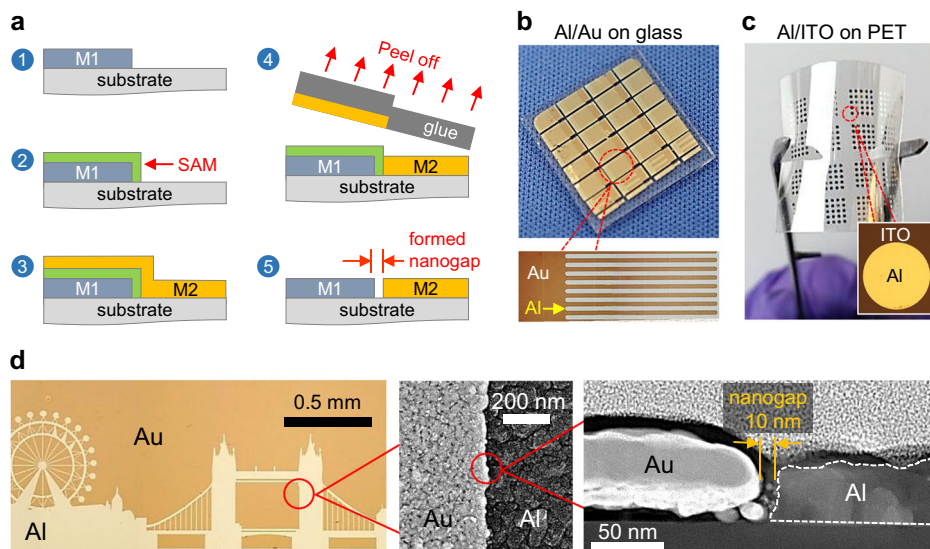 a
1
M1
substrate
2
SAM
M1
substrate
3
M1
M2
substrate
4
Peel off
glue
M1
M2
substrate
formed
nanogap
5
M1
M2
substrate
b
Al/Au on glass
Au
Al
c
Al/ITO on PET
ITO
Al
d
Au
0.5 mm
Al
200 nm
Au
Al
nanogap
10 nm
Au
Al
50 nm